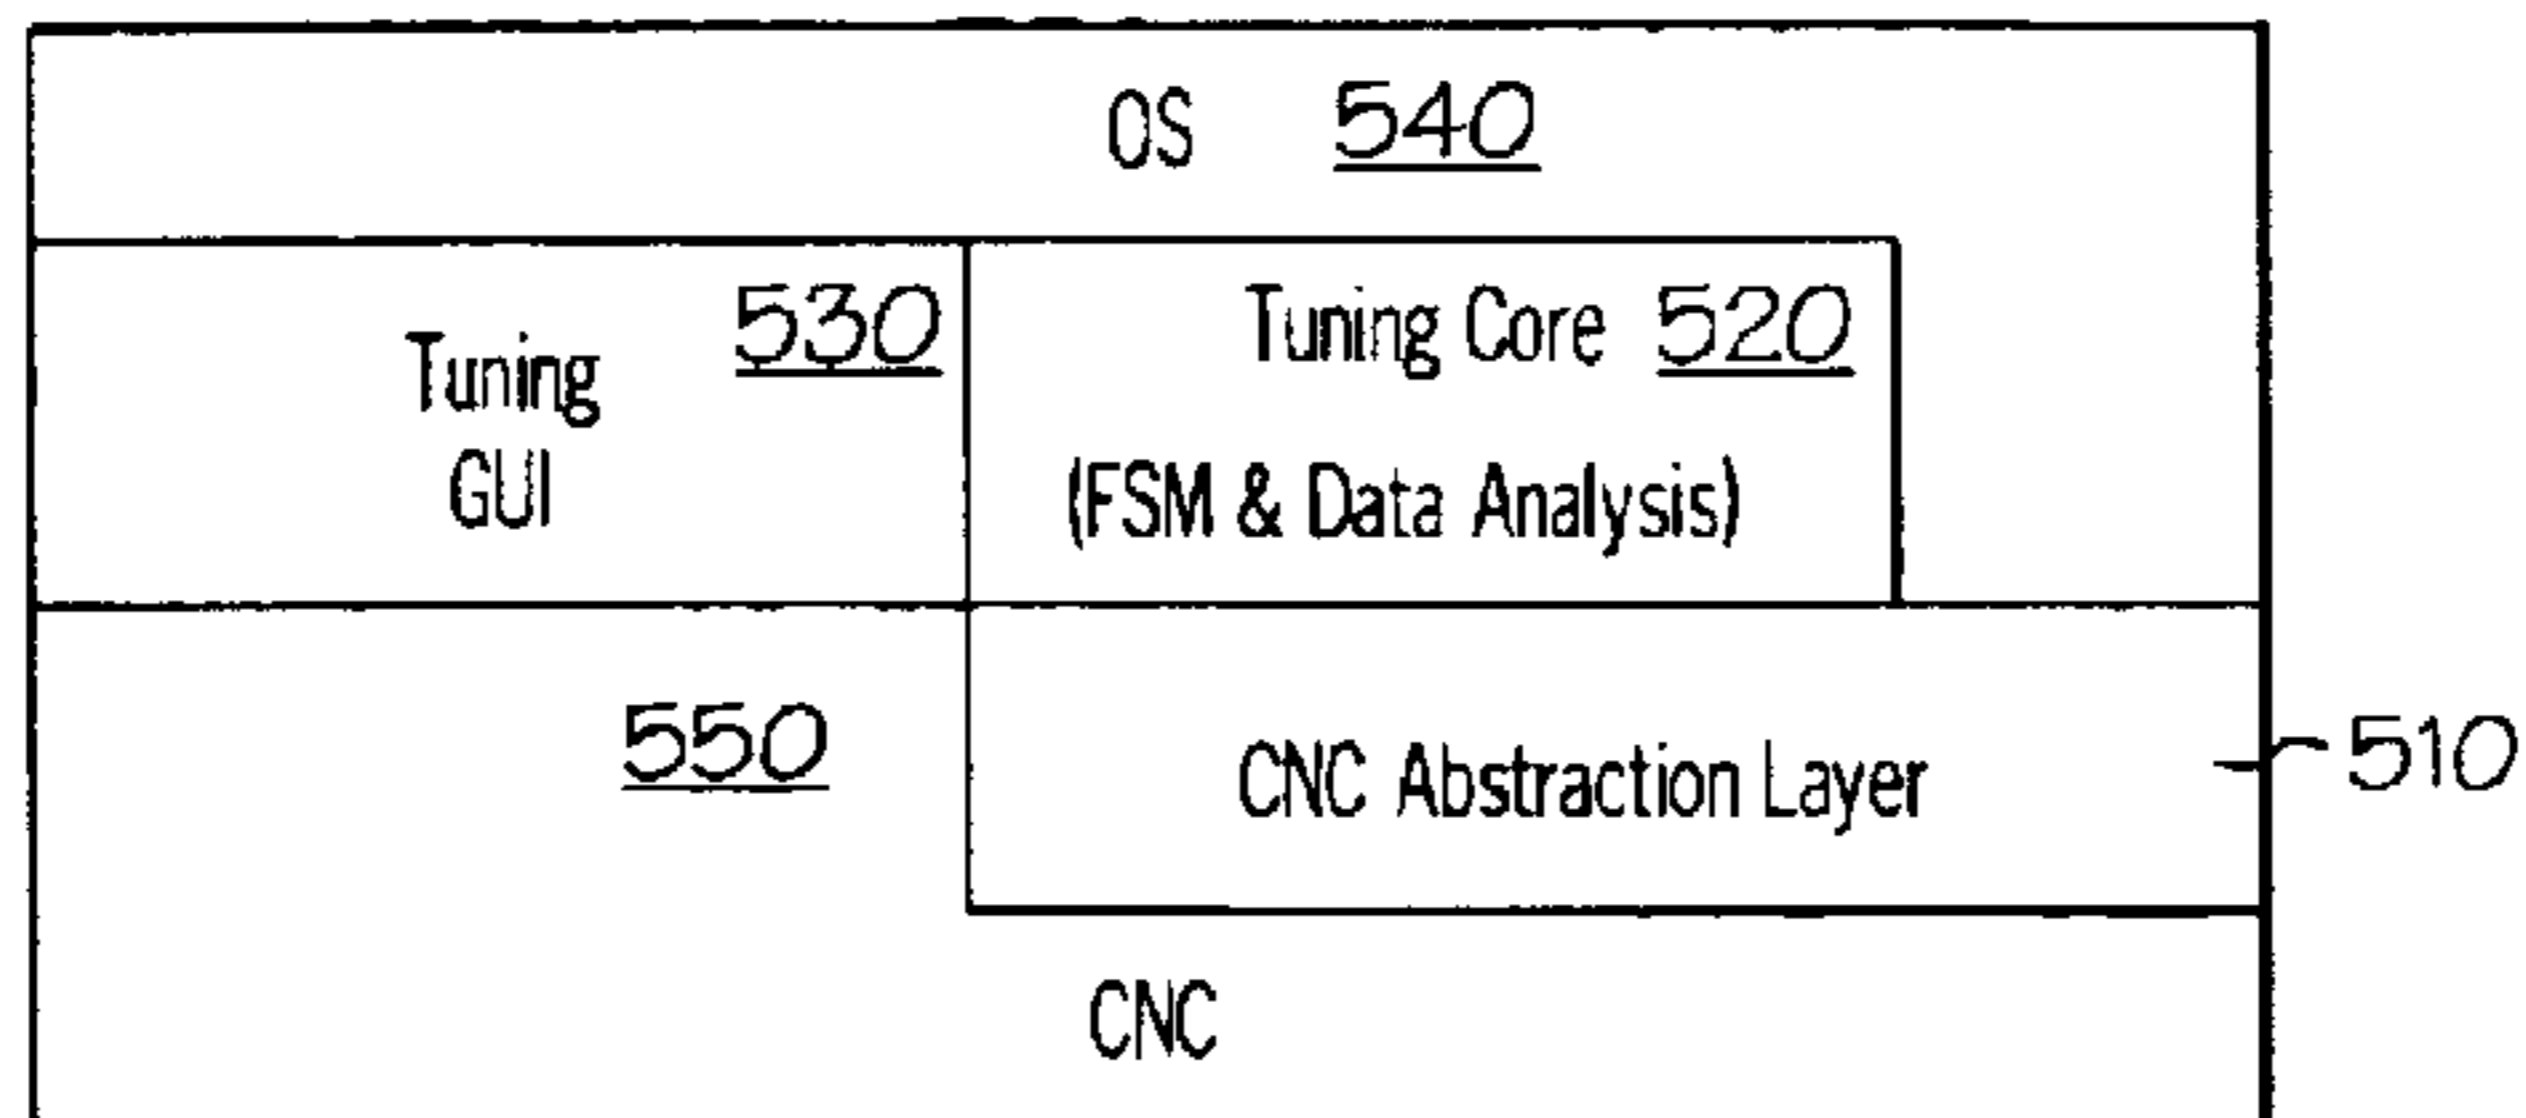 OS 540
Tuning 530
GUI
Tuning Core 520
(FSM & Data Analysis)
550
CNC Abstraction Layer
510
CNC